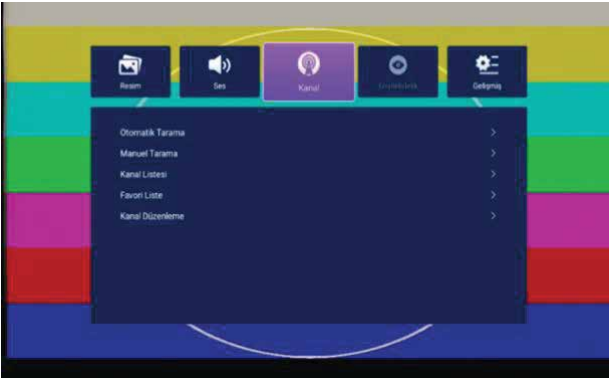 Resim
Ses
Kanal
Gelişmiş
Otomatik Tarama
Manuel Tarama
Kanal Listesi
Favori Liste
Kanal Düzenleme